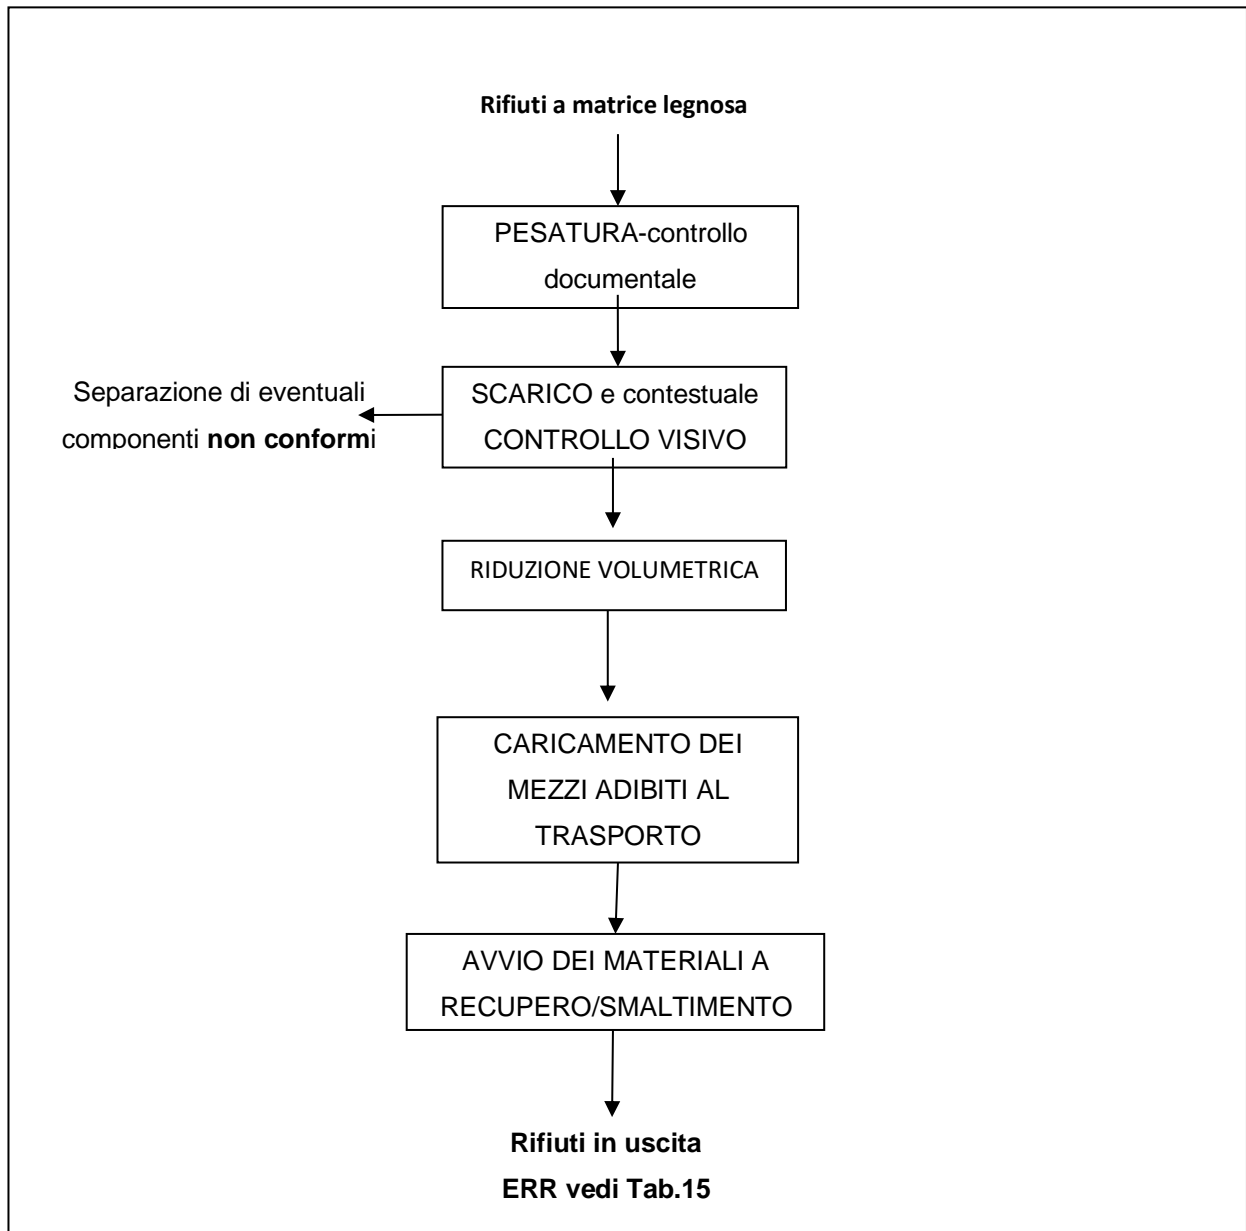 Rifiuti a matrice legnosa
PESATURA-controllo
documentale
Separazione di eventuali
componenti non conformi
SCARICO e contestuale
CONTROLLO VISIVO
RIDUZIONE VOLUMETRICA
CARICAMENTO DEI
MEZZI ADIBITI AL
TRASPORTO
AVVIO DEI MATERIALI A
RECUPERO/SMALTIMENTO
Rifiuti in uscita
ERR vedi Tab.15